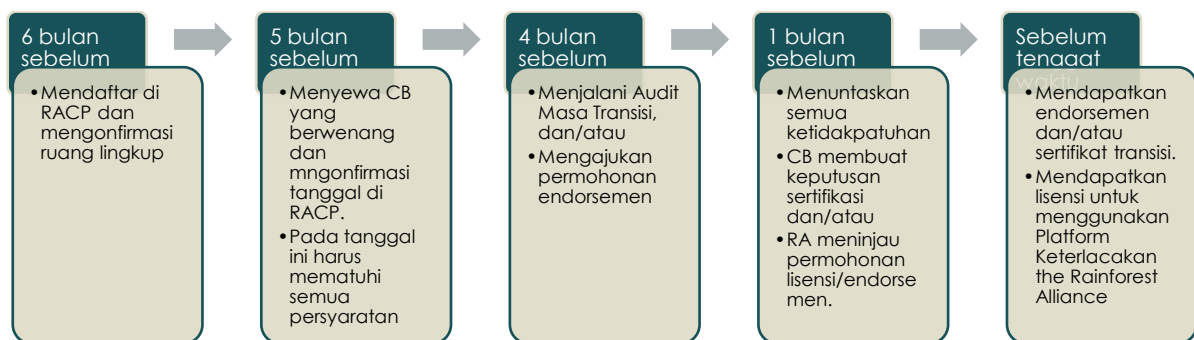 6 bulan
sebelum
• Mendaftar di
RACP dan
mengonfirmasi
ruang lingkup
5 bulan
sebelum
• Menyewa CB
yang
berwenang
dan
mngonfirmasi
tanggal di
RACP.
• Pada tanggal
ini harus
mematuhi
semua
persyaratan
4 bulan
sebelum
• Menjalani Audit
Masa Transisi,
dan/atau
• Mengajukan
permohonan
endorsemen
1 bulan
sebelum
• Menuntaskan
semua
ketidakpatuhan
• CB membuat
keputusan
sertifikasi
dan/atau
• RA meninjau
permohonan
lisensi/endorse
men.
Sebelum
tenggat
waktu
• Mendapatkan
endorsemen
dan/atau
sertifikat transisi.
• Mendapatkan
lisensi untuk
menggunakan
Platform
Keterlacakan
the Rainforest
Alliance